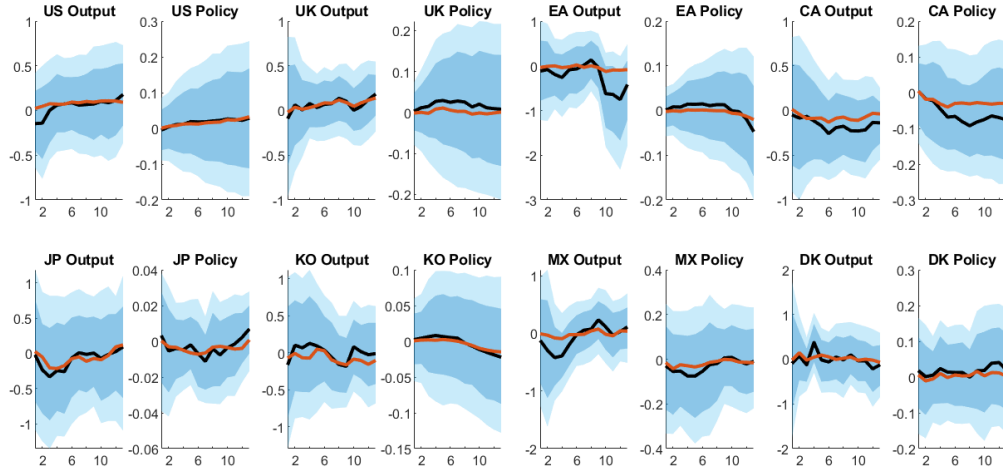 US Output US Policy UK Output UK Policy EA Output EA Policy CA Output CA Policy
1 0.3 1 1 0.2 0.5 0.2
0.2 0.2 0.1
0.5 0.5 0.1 0 0.1
0.1 0
0 0 0 -1 0 0
0 -0.1
-0.5 -0.1 -0.5 -0.1 -2 -0.1 -0.5 -0.2
-1 -0.2 -1 -0.2 -3 -0.2 -1 -0.3
2 6 10 2 6 10 2 6 10 2 6 10 2 6 10 2 6 10 2 6 10 2 6 10
JP Output JP Policy KO Output KO Policy MX Output MX Policy DK Output DK Policy
0.04 0.1 0.4 2 0.3
1 1 1
0.02 0.05 0.2 1 0.2
0.5 0.5
0 0 0.1
0 0 0 0 0 0
-0.02 -0.05 0
-0.5 -0.5 -1 -0.2 -1
-0.04 -0.1 -0.1
-1 -1
-0.06 -0.15 -2 -0.4 -2 -0.2
2 6 10 2 6 10 2 6 10 2 6 10 2 6 10 2 6 10 2 6 10 2 6 10